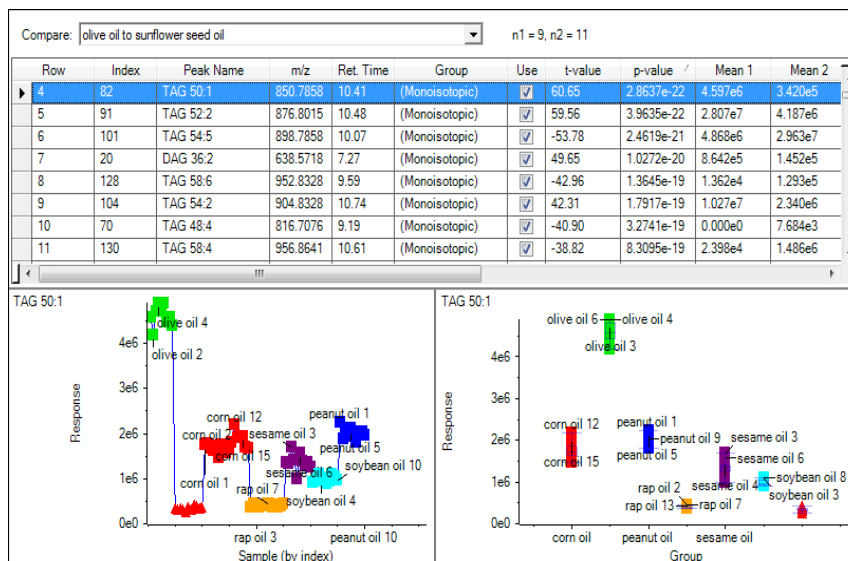 Compare: olive oil to sunflower seed oil n1 = 9, n2 = 11
Row Index Peak Name m/z Ret. Time Group Use t-value p-value Mean 1 Mean 2
4 82 TAG 50:1 850.7858 10.41 (Monoisotopic) 60.65 2.8637e-22 4.597e6 3.420e5
5 91 TAG 52:2 876.8015 10.48 (Monoisotopic) 59.56 3.9635e-22 2.807e7 4.187e6
6 101 TAG 54:5 898.7858 10.07 (Monoisotopic) -53.78 2.4619e-21 4.868e6 2.963e7
7 20 DAG 36:2 638.5718 7.27 (Monoisotopic) 49.65 1.0272e-20 8.642e5 1.452e5
8 128 TAG 58:6 952.8328 9.59 (Monoisotopic) -42.96 1.3645e-19 1.362e4 1.293e5
9 104 TAG 54:2 904.8328 10.74 (Monoisotopic) 42.31 1.7917e-19 1.027e7 2.340e6
10 70 TAG 48:4 816.7076 9.19 (Monoisotopic) -40.90 3.2741e-19 0.000e0 7.684e3
11 130 TAG 58:4 956.8641 10.61 (Monoisotopic) -38.82 8.3095e-19 2.398e4 1.486e6
TAG 50:1
olive oil 4
olive oil 2
4e6
3e6
Response
corn oil 12
peanut oil 1
2e6
corn oil 2
sesame oil 3
peanut oil 5
corn oil 15
soybean oil 10
1e6
corn oil 1
sesame oil 6
rap oil 7
soybean oil 4
0e0
rap oil 3
peanut oil 10
Sample (by index)
TAG 50:1
olive oil 6
olive oil 4
olive oil 3
4e6
3e6
Response
corn oil 12
peanut oil 1
2e6
peanut oil 9
sesame oil 3
corn oil 15
peanut oil 5
sesame oil 6
1e6
sesame oil 4
soybean oil 8
rap oil 2
rap oil 13
rap oil 7
soybean oil 3
0e0
corn oil
peanut oil
sesame oil
Group